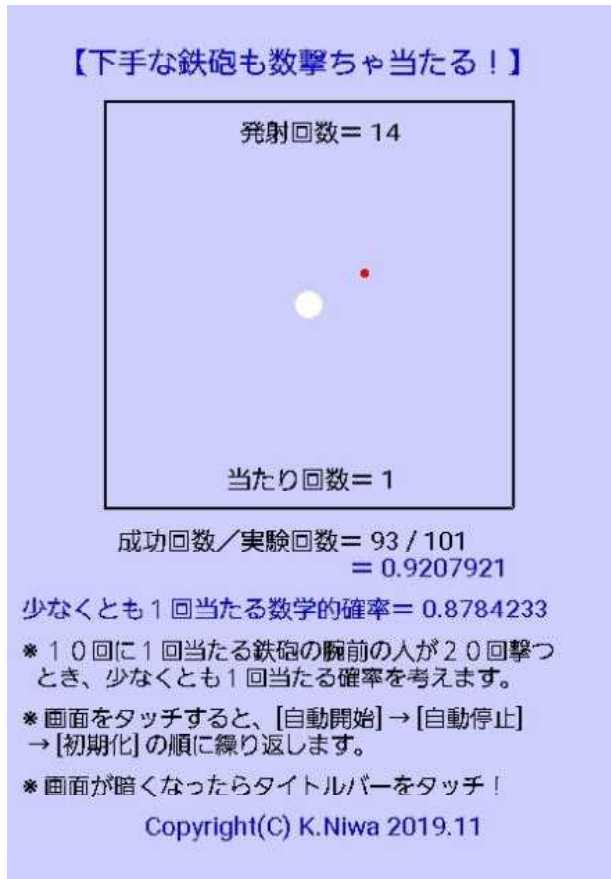 【下手な鉄砲も数撃ちゃ当たる！】
発射回数＝ 14
当たり回数＝ 1
成功回数／実験回数＝ 93 / 101
＝ 0.9207921
少なくとも１回当たる数学的確率＝ 0.8784233
※１０回に１回当たる鉄砲の腕前の人が２０回撃つ
とき、少なくとも１回当たる確率を考えます。
※画面をタッチすると、[自動開始]→[自動停止]
→[初期化] の順に繰り返します。
※画面が暗くなったらタイトルバーをタッチ！
Copyright(C) K.Niwa 2019.11